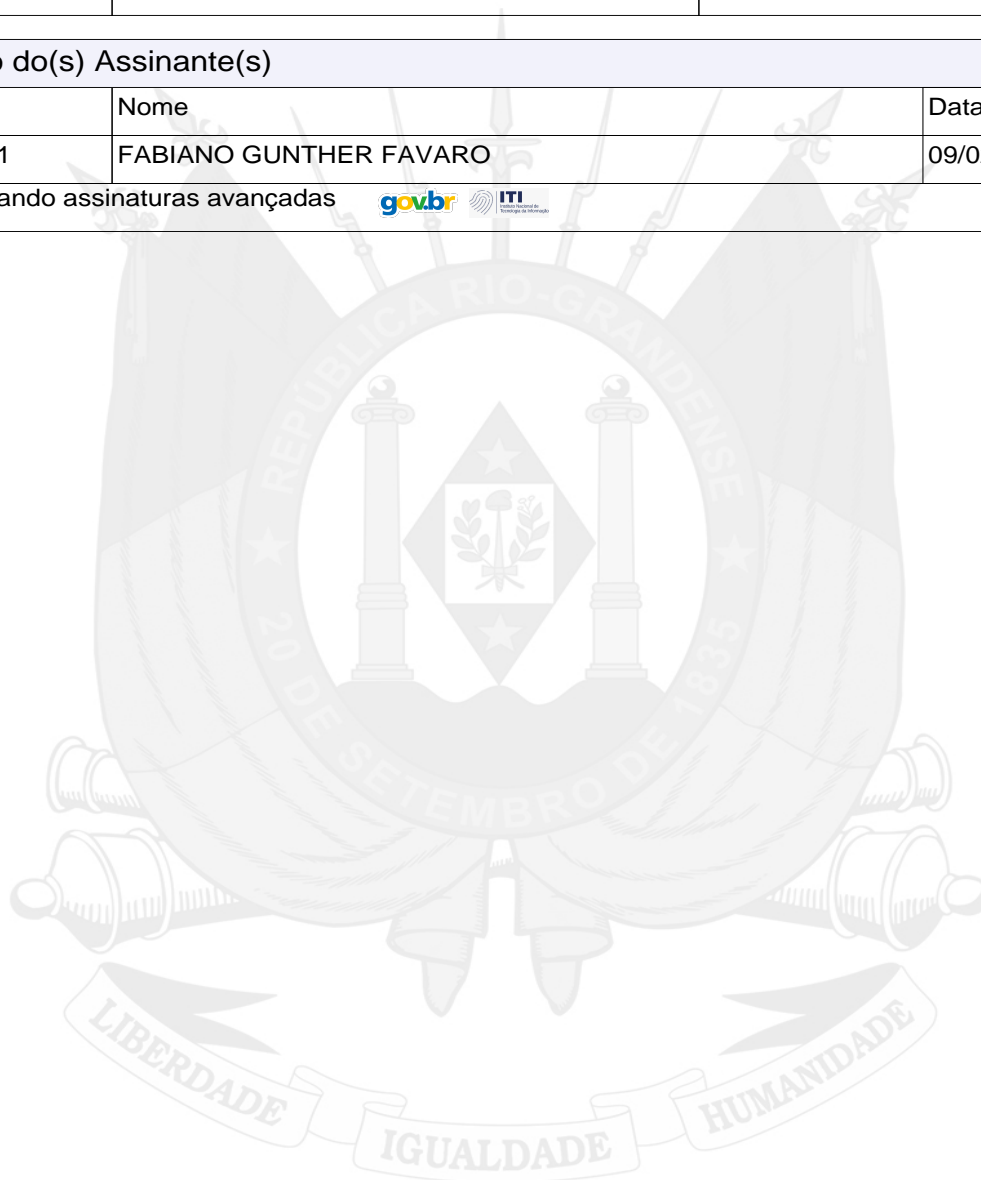 o do(s) Assinante(s)
Nome Data
1 FABIANO GUNTHER FAVARO 09/0
ando assinaturas avançadas gov.br ITI
REPÚBLICA RIO-GRANDENSE
★ 20 DE SETEMBRO DE 1835 ★
LIBERDADE IGUALDADE HUMANIDADE